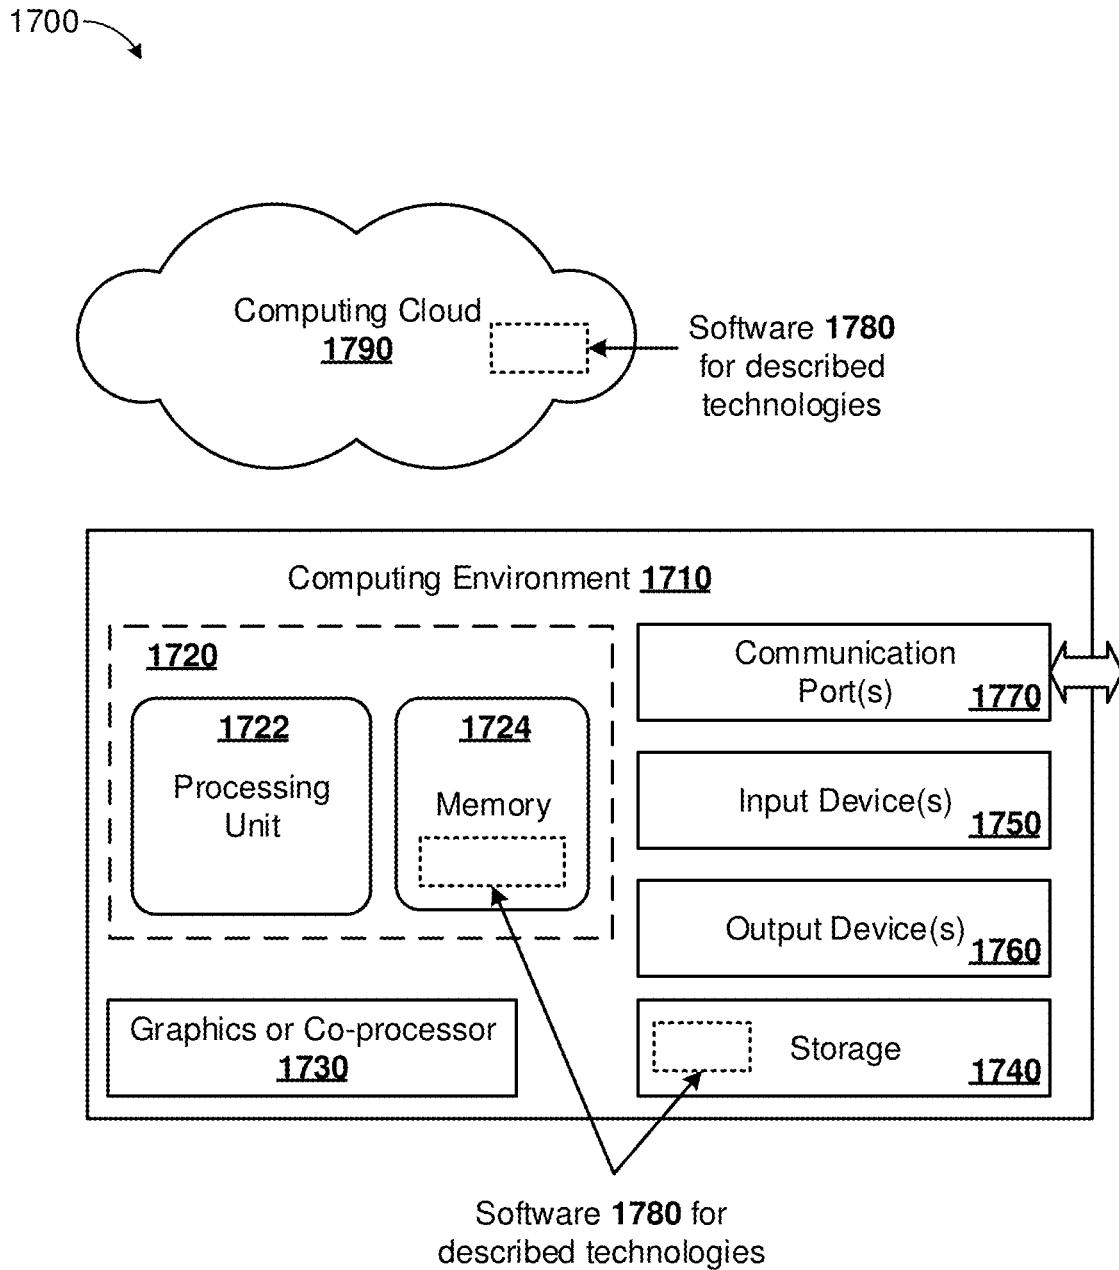 1700
Computing Cloud
1790
Software 1780
for described
technologies
Computing Environment 1710
1720
1722
Processing
Unit
1724
Memory
Communication
Port(s)
1770
Input Device(s)
1750
Output Device(s)
1760
Graphics or Co-processor
1730
Storage
1740
Software 1780 for
described technologies